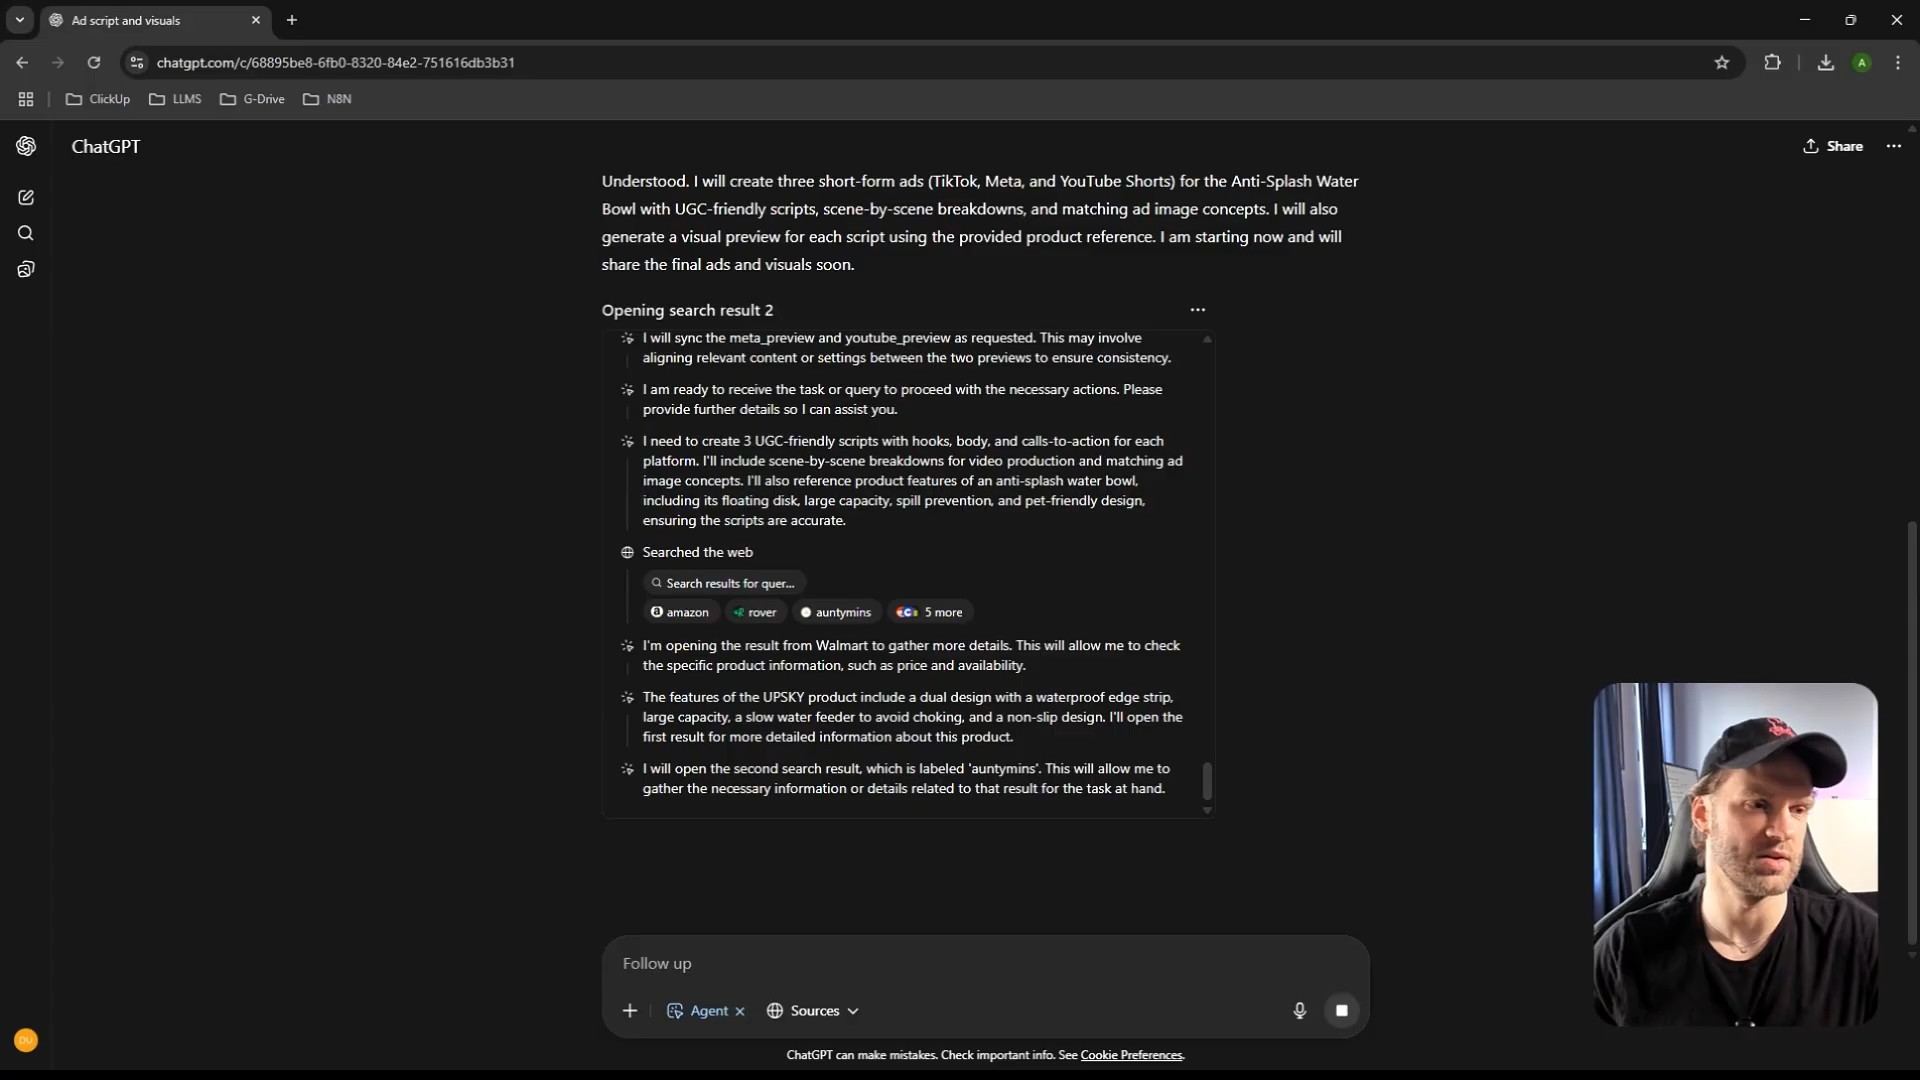 Ad script and visuals
chatgpt.com/c/68895be8-6fb0-8320-84e2-751616db3b31
A
ClickUp
LLMS
G-Drive
N8N
ChatGPT
Share
Understood. I will create three short-form ads (TikTok, Meta, and YouTube Shorts) for the Anti-Splash Water
Bowl with UGC-friendly scripts, scene-by-scene breakdowns, and matching ad image concepts. I will also
generate a visual preview for each script using the provided product reference. I am starting now and will
share the final ads and visuals soon.
Opening search result 2
I will sync the meta_preview and youtube_preview as requested. This may involve
aligning relevant content or settings between the two previews to ensure consistency.
I am ready to receive the task or query to proceed with the necessary actions. Please
provide further details so I can assist you.
I need to create 3 UGC-friendly scripts with hooks, body, and calls-to-action for each
platform. I'll include scene-by-scene breakdowns for video production and matching ad
image concepts. I'll also reference product features of an anti-splash water bowl,
including its floating disk, large capacity, spill prevention, and pet-friendly design,
ensuring the scripts are accurate.
Searched the web
Search results for quer...
amazon
rover
auntymins
5 more
I'm opening the result from Walmart to gather more details. This will allow me to check
the specific product information, such as price and availability.
The features of the UPSKY product include a dual design with a waterproof edge strip,
large capacity, a slow water feeder to avoid choking, and a non-slip design. I'll open the
first result for more detailed information about this product.
I will open the second search result, which is labeled 'auntymins'. This will allow me to
gather the necessary information or details related to that result for the task at hand.
Follow up
Agent
Sources
DU
ChatGPT can make mistakes. Check important info. See Cookie Preferences.